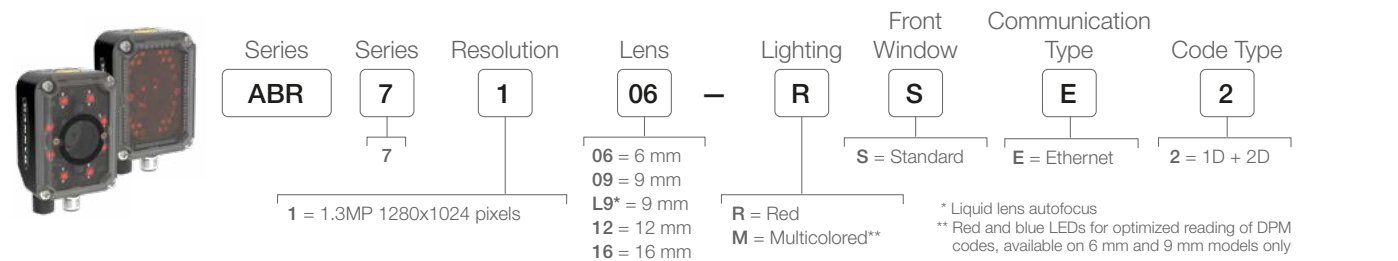 Series
Series
Resolution
Lens
Lighting
Front
Window
Communication
Type
Code Type
ABR
7
1
06
–
R
S
E
2
7
1 = 1.3MP 1280x1024 pixels
06 = 6 mm
09 = 9 mm
L9* = 9 mm
12 = 12 mm
16 = 16 mm
R = Red
M = Multicolored**
S = Standard
E = Ethernet
2 = 1D + 2D
* Liquid lens autofocus
** Red and blue LEDs for optimized reading of DPM
codes, available on 6 mm and 9 mm models only